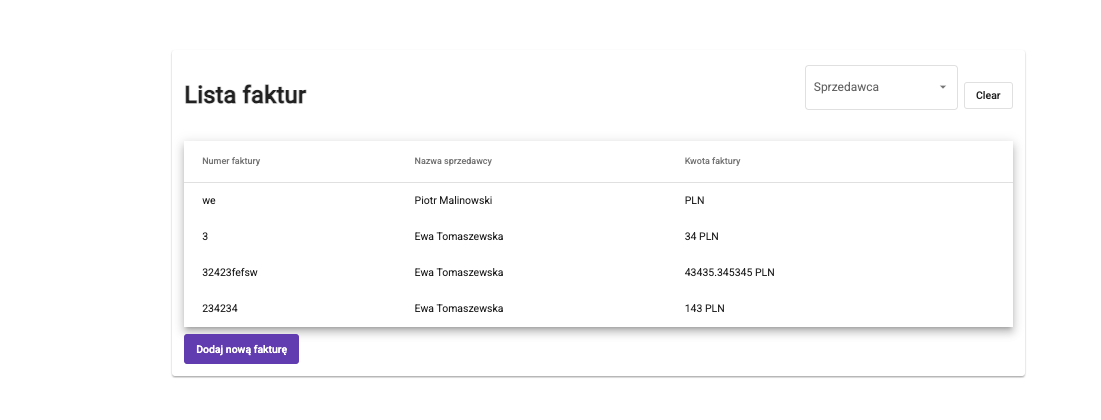 Lista faktur
Sprzedawca
Clear
Numer faktury Nazwa sprzedawcy Kwota faktury
we Piotr Malinowski PLN
3 Ewa Tomaszewska 34 PLN
32423fefsw Ewa Tomaszewska 43435.345345 PLN
234234 Ewa Tomaszewska 143 PLN
Dodaj nową fakturę